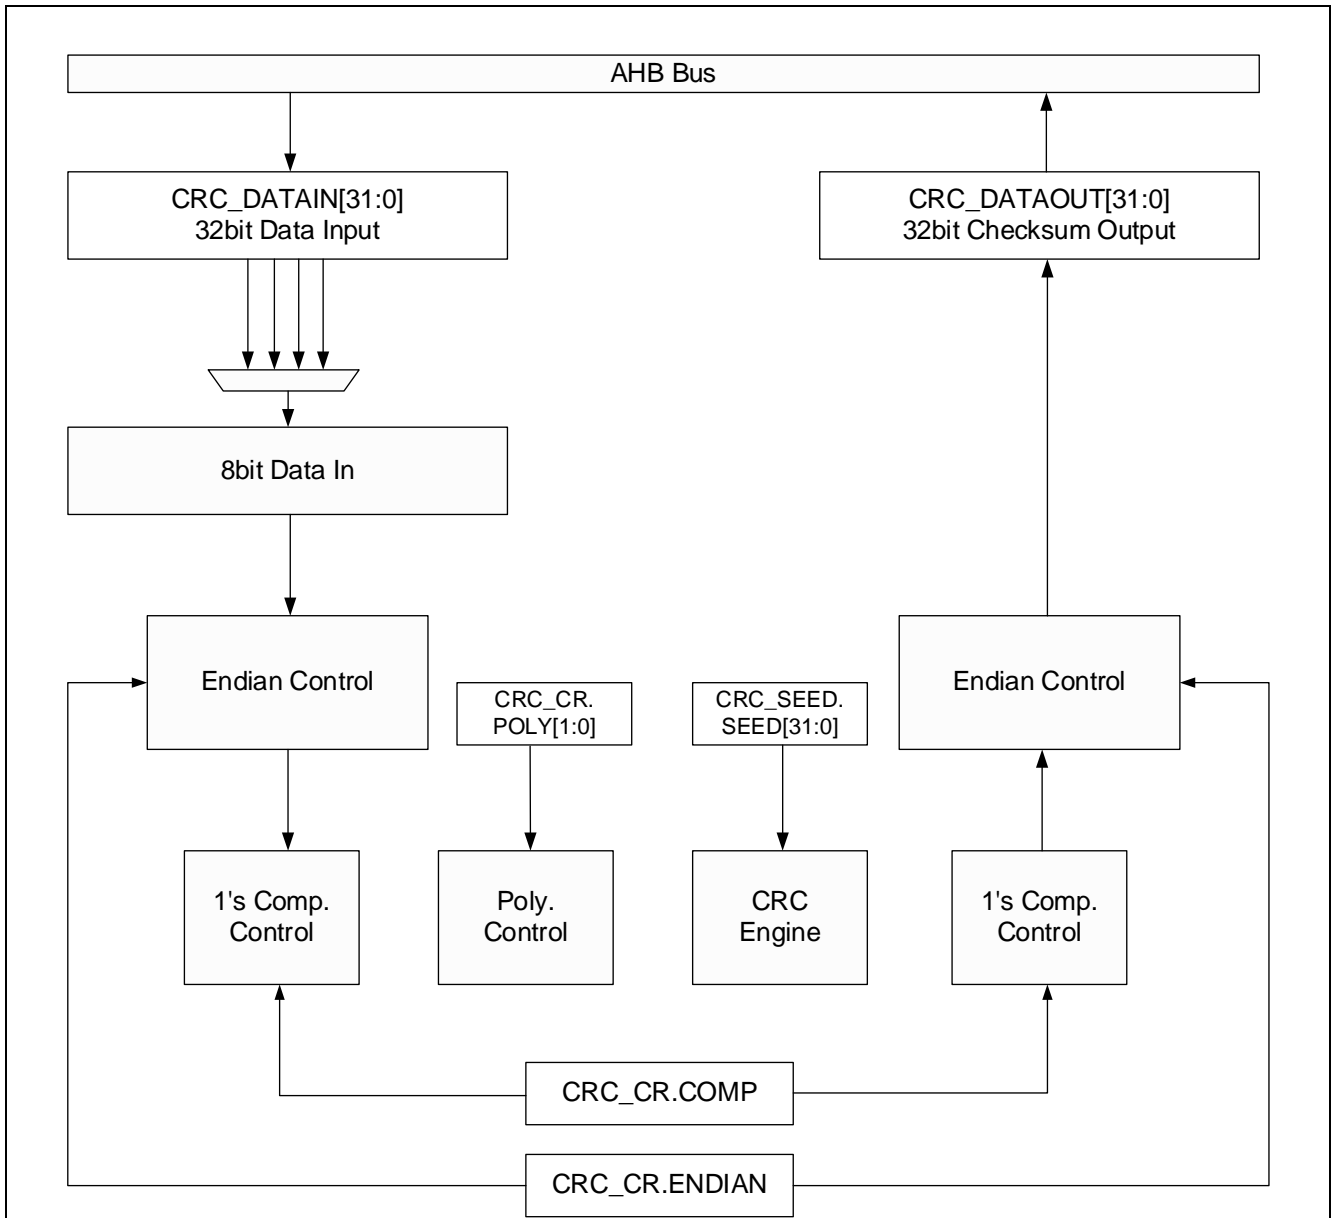 AHB Bus
CRC_DATAIN[31:0]
32bit Data Input
CRC_DATAOUT[31:0]
32bit Checksum Output
8bit Data In
Endian Control
CRC_CR.
POLY[1:0]
CRC_SEED.
SEED[31:0]
Endian Control
1's Comp.
Control
Poly.
Control
CRC
Engine
1's Comp.
Control
CRC_CR.COMP
CRC_CR.ENDIAN